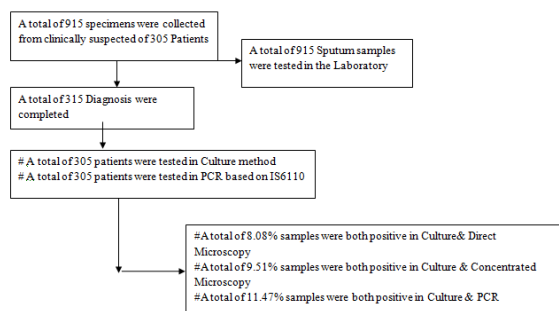 A total of 915 specimens were collected
from clinically suspected of 305 Patients
A total of 915 Sputum samples
were tested in the Laboratory
A total of 315 Diagnosis were
completed
# A total of 305 patients were tested in Culture method
# A total of 305 patients were tested in PCR based on IS6110
#A total of 8.08% samples were both positive in Culture& Direct
Microscopy
#A total of 9.51% samples were both positive in Culture & Concentrated
Microscopy
#A total of 11.47% samples were both positive in Culture & PCR